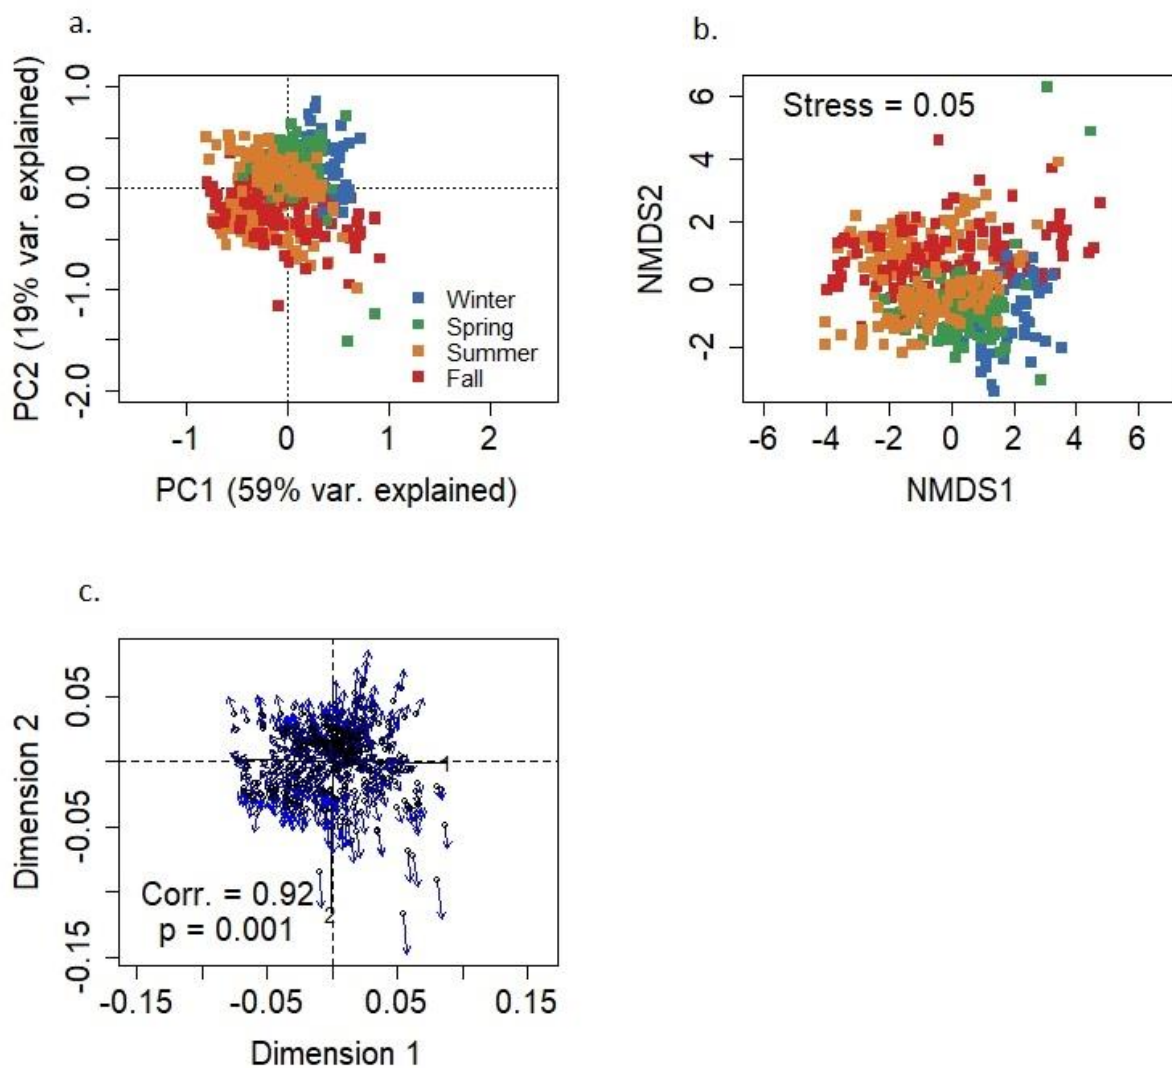 a.
PC2 (19% var. explained)
1.0
0.0
-1.0
-2.0
Winter
Spring
Summer
Fall
-1 0 1 2
PC1 (59% var. explained)
b.
Stress = 0.05
NMDS2
6
4
2
0
-2
-6 -4 -2 0 2 4 6
NMDS1
c.
Dimension 2
0.05
-0.05
-0.15
1
Corr. = 0.92
2
p = 0.001
-0.15 -0.05 0.05 0.15
Dimension 1